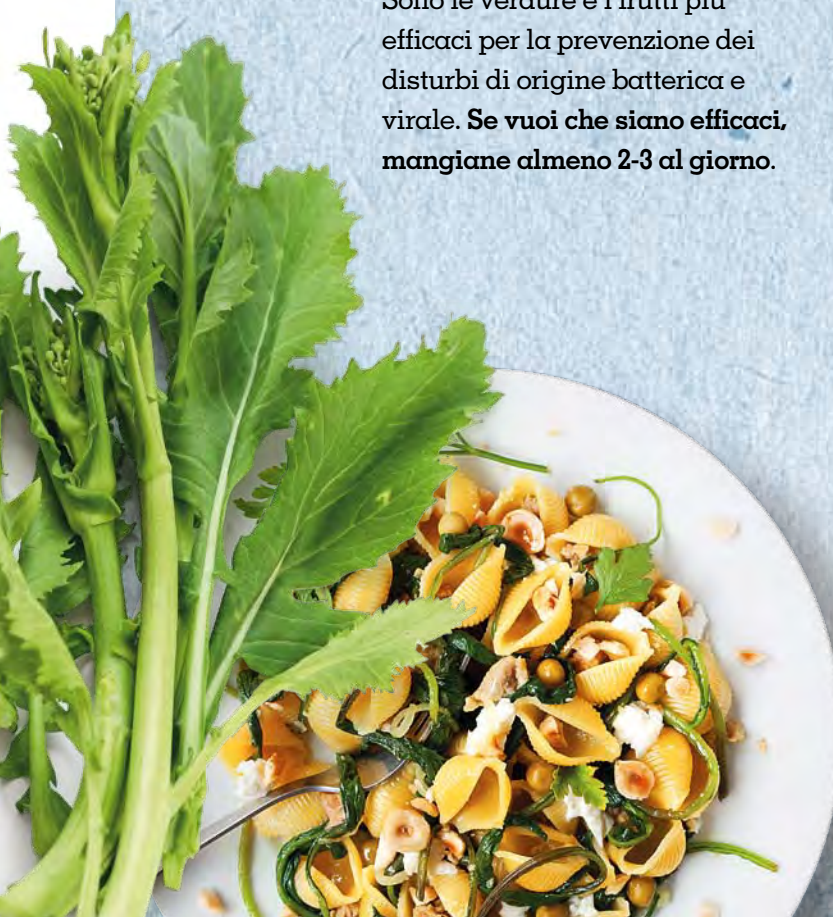 Sono le verdure e i frutti più
efficaci per la prevenzione dei
disturbi di origine batterica e
virale. Se vuoi che siano efficaci,
mangiane almeno 2-3 al giorno.